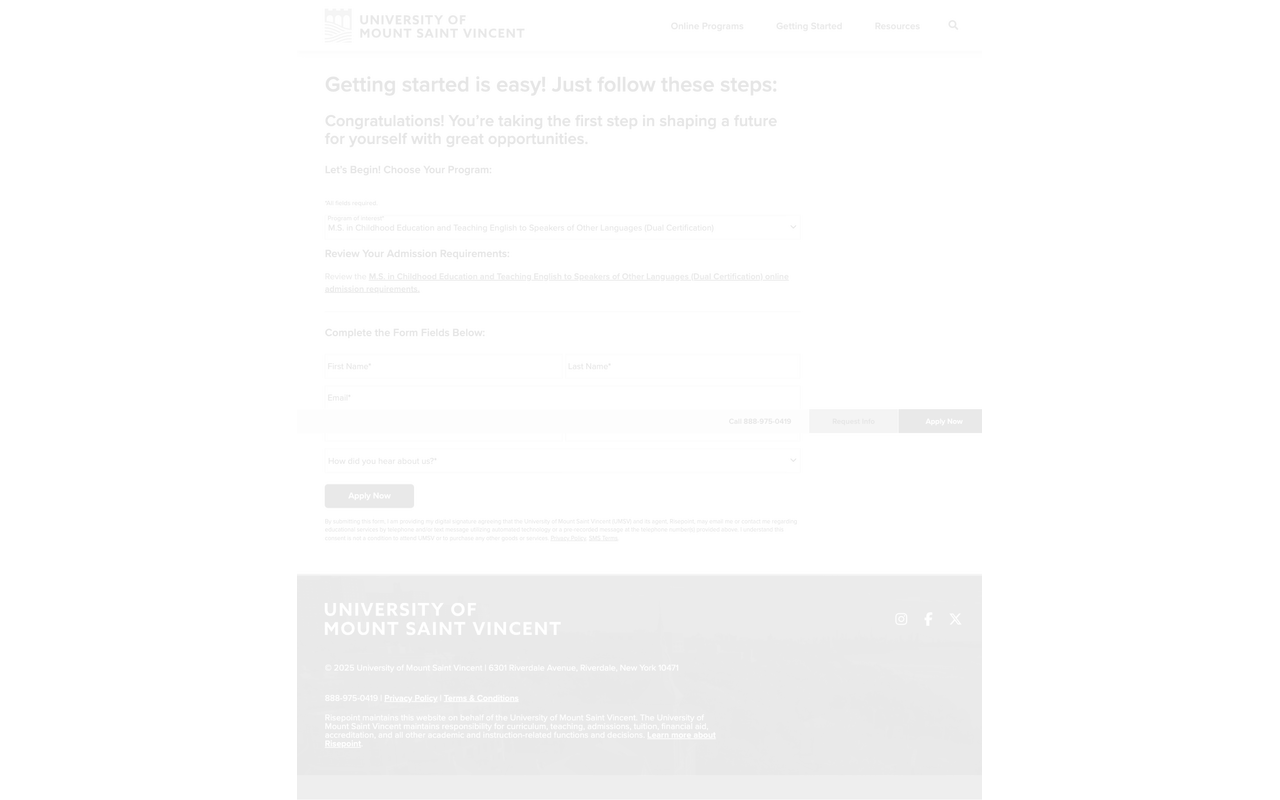 UNIVERSITY OF
MOUNT SAINT VINCENT
Online Programs
Getting Started
Resources
Getting started is easy! Just follow these steps:
Congratulations! You're taking the first step in shaping a future
for yourself with great opportunities.
Let's Begin! Choose Your Program:
*All fields required.
Program of Interest*
M.S. in Childhood Education and Teaching English to Speakers of Other Languages (Dual Certification)
Review Your Admission Requirements:
Review the M.S. in Childhood Education and Teaching English to Speakers of Other Languages (Dual Certification) online
admission requirements.
Complete the Form Fields Below:
First Name*
Last Name*
Email*
Call 888-975-0419
Request Info
Apply Now
How did you hear about us?*
Apply Now
By submitting this form, I am providing my digital signature agreeing that the University of Mount Saint Vincent (UMSV) and its agent, Risepoint, may email me or contact me regarding
educational services by telephone and/or text message utilizing automated technology or a pre-recorded message at the telephone number(s) provided above. I understand this
consent is not a condition to attend UMSV or to purchase any other goods or services. Privacy Policy. SMS Terms.
UNIVERSITY OF
MOUNT SAINT VINCENT
© 2025 University of Mount Saint Vincent | 6301 Riverdale Avenue, Riverdale, New York 10471
888-975-0419 | Privacy Policy | Terms & Conditions
Risepoint maintains this website on behalf of the University of Mount Saint Vincent. The University of
Mount Saint Vincent maintains responsibility for curriculum, teaching, admissions, tuition, financial aid,
accreditation, and all other academic and instruction-related functions and decisions. Learn more about
Risepoint.